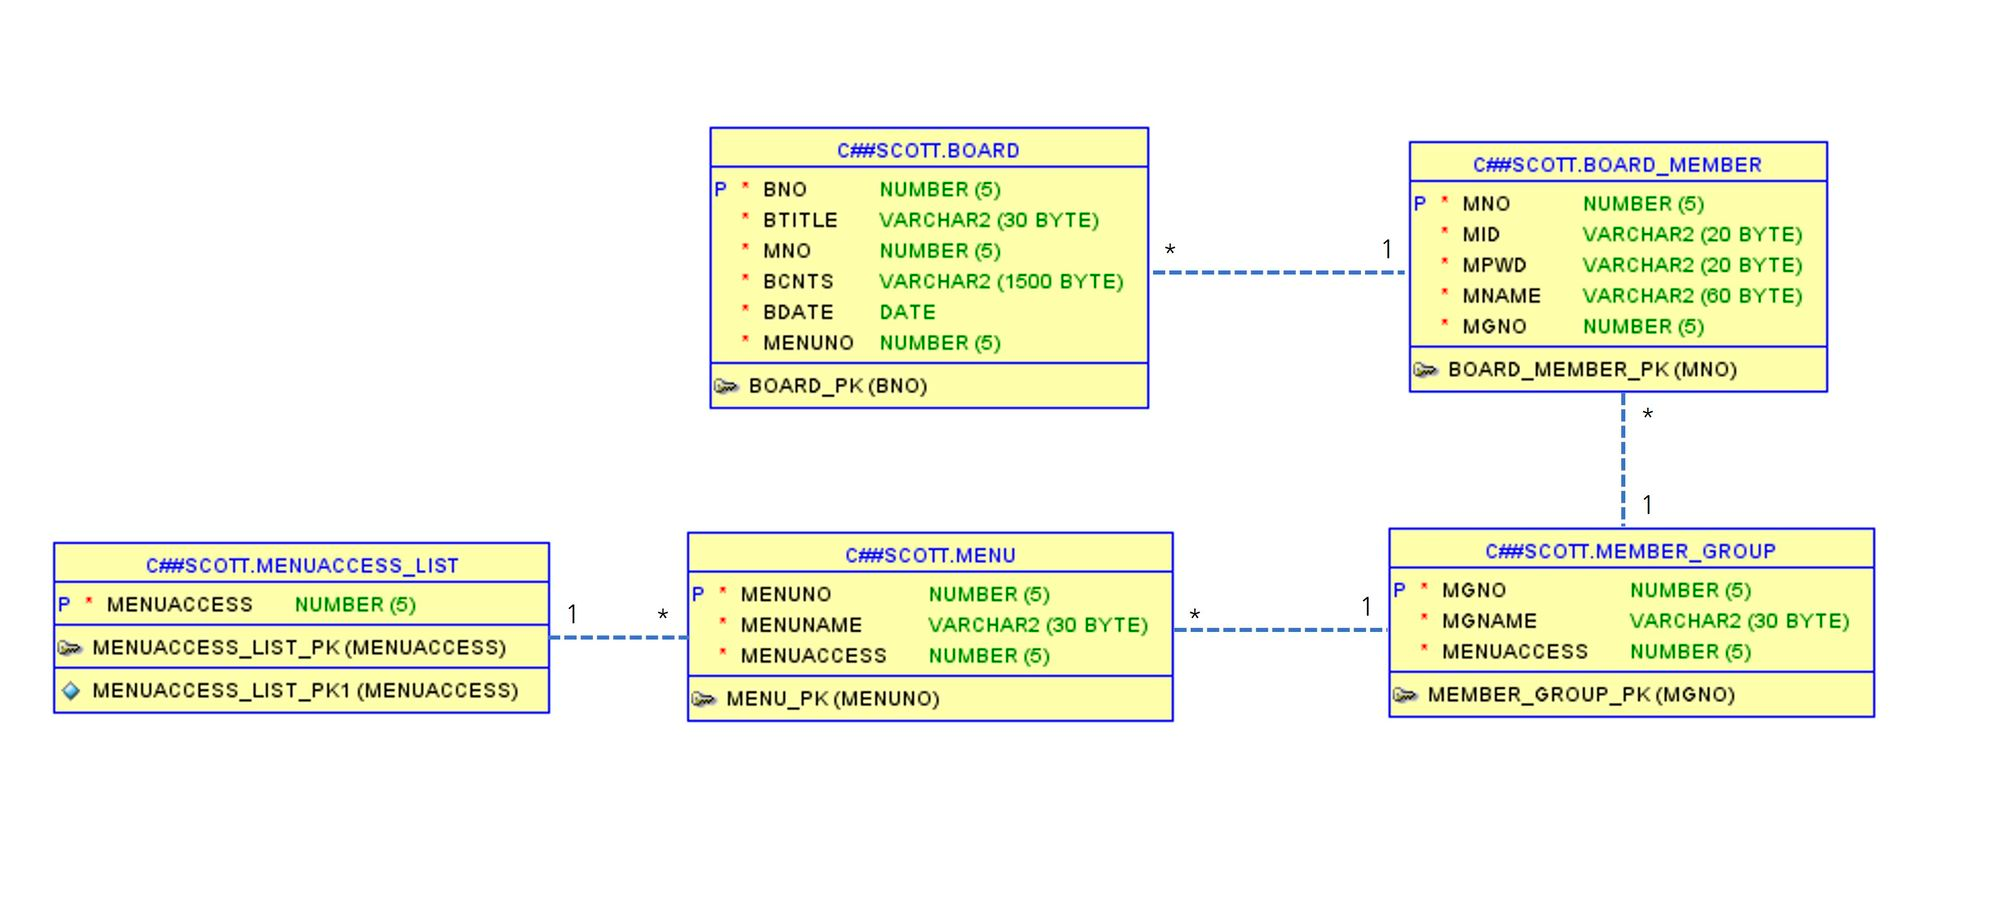 C##SCOTT.BOARD
P * BNO NUMBER (5)
* BTITLE VARCHAR2 (30 BYTE)
* MNO NUMBER (5)
* BCNTS VARCHAR2 (1500 BYTE)
* BDATE DATE
* MENUNO NUMBER (5)
BOARD_PK (BNO)
* 1
C##SCOTT.BOARD_MEMBER
P * MNO NUMBER (5)
* MID VARCHAR2 (20 BYTE)
* MPWD VARCHAR2 (20 BYTE)
* MNAME VARCHAR2 (60 BYTE)
* MGNO NUMBER (5)
BOARD_MEMBER_PK (MNO)
*
1
C##SCOTT.MENUACCESS_LIST
P * MENUACCESS NUMBER (5)
MENUACCESS_LIST_PK (MENUACCESS)
MENUACCESS_LIST_PK1 (MENUACCESS)
1 *
C##SCOTT.MENU
P * MENUNO NUMBER (5)
* MENUNAME VARCHAR2 (30 BYTE)
* MENUACCESS NUMBER (5)
MENU_PK (MENUNO)
* 1
C##SCOTT.MEMBER_GROUP
P * MGNO NUMBER (5)
* MGNAME VARCHAR2 (30 BYTE)
* MENUACCESS NUMBER (5)
MEMBER_GROUP_PK (MGNO)